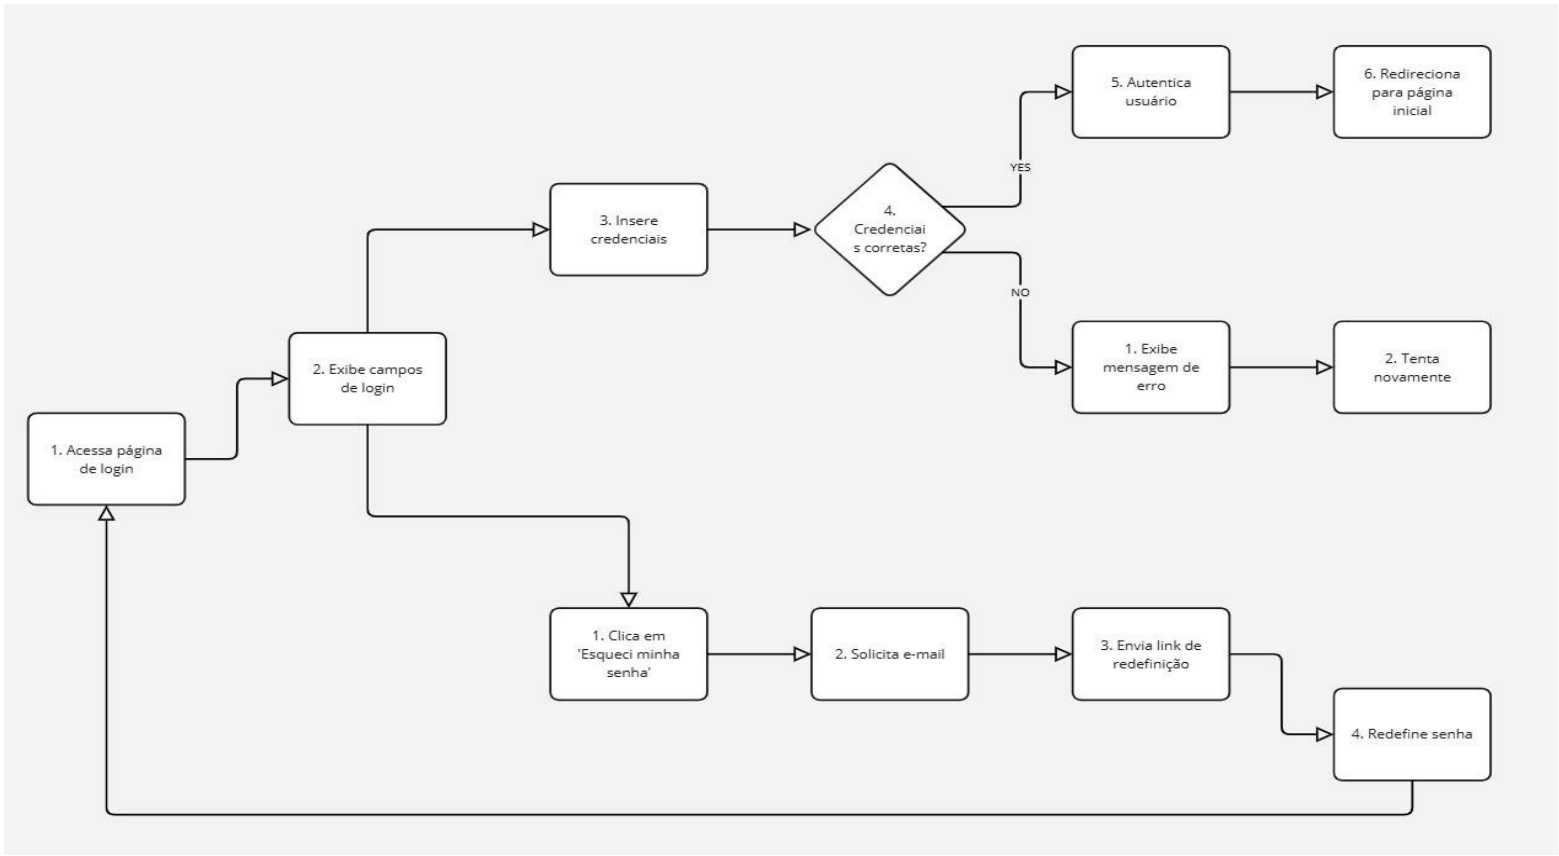 5. Autentica
usuário
6. Redireciona
para página
inicial
YES
3. Insere
credenciais
4.
Credenciai
s corretas?
NO
1. Exibe
mensagem de
erro
2. Tenta
novamente
2. Exibe campos
de login
1. Acessa página
de login
1. Clica em
'Esqueci minha
senha'
2. Solicita e-mail
3. Envia link de
redefinição
4. Redefine senha